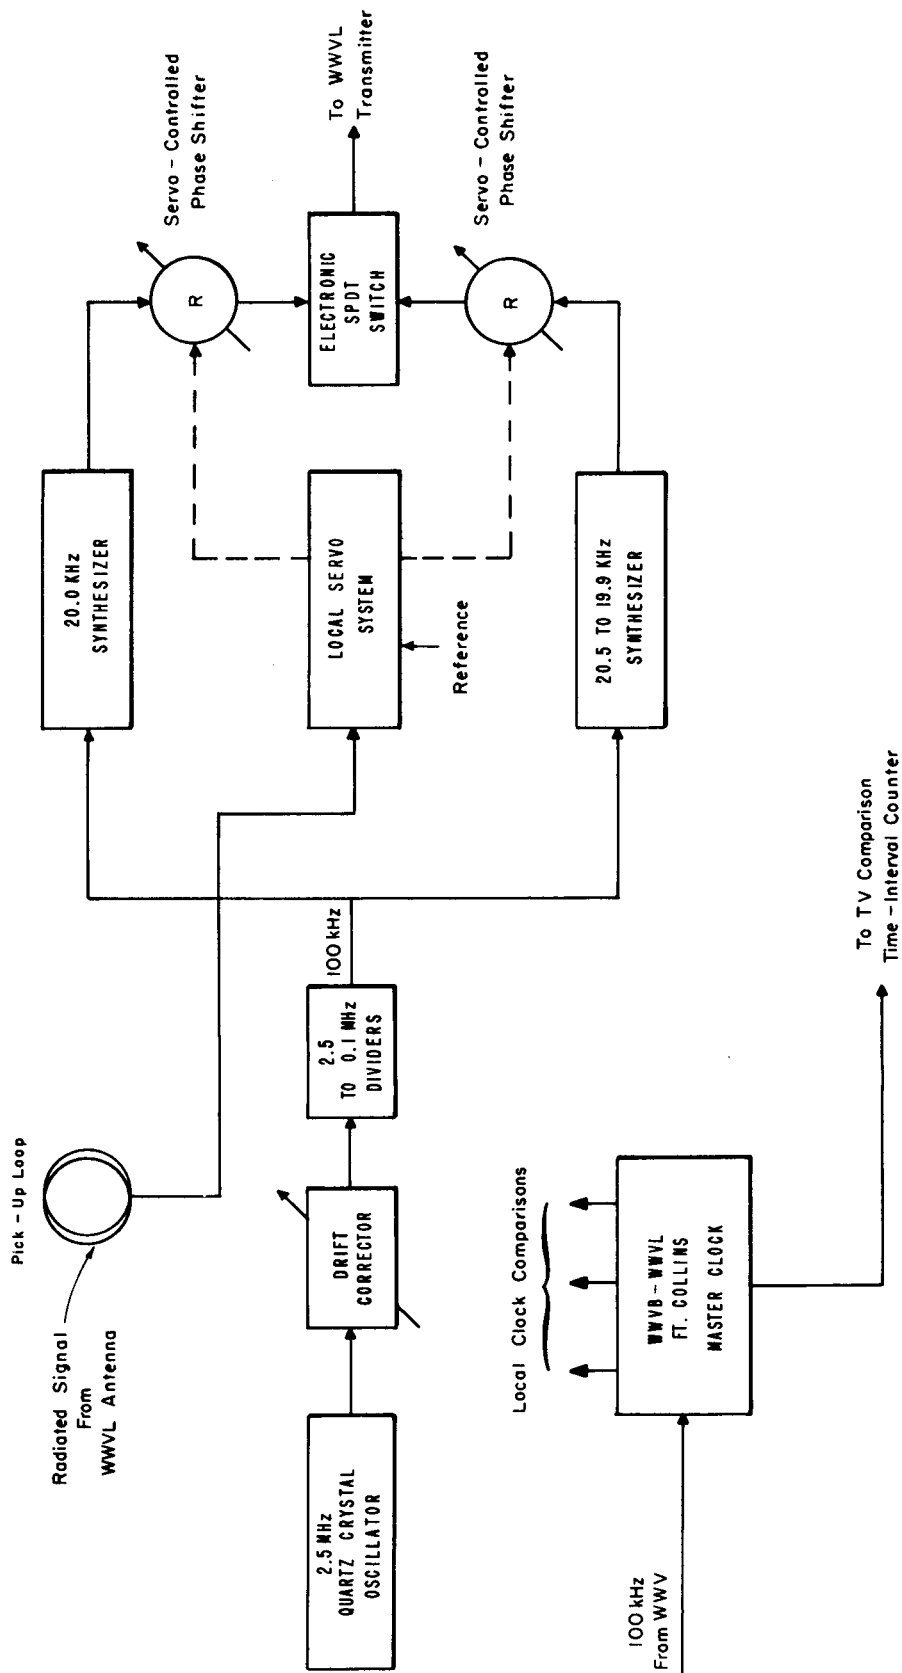 Pick-Up Loop
Radiated Signal
From
WWVL Antenna
2.5 MHz
QUARTZ CRYSTAL
OSCILLATOR
DRIFT
CORRECTOR
2.5
TO 0.1 MHz
DIVIDERS
100 kHz
20.0 KHz
SYNTHESIZER
LOCAL SERVO
SYSTEM
Reference
20.5 TO 19.9 KHz
SYNTHESIZER
Servo-Controlled
Phase Shifter
R
ELECTRONIC
SPDT
SWITCH
To WWVL
Transmitter
R
Servo-Controlled
Phase Shifter
100 kHz
From WWV
Local Clock Comparisons
WWVB-WWVL
FT. COLLINS
MASTER CLOCK
To TV Comparison
Time-Interval Counter